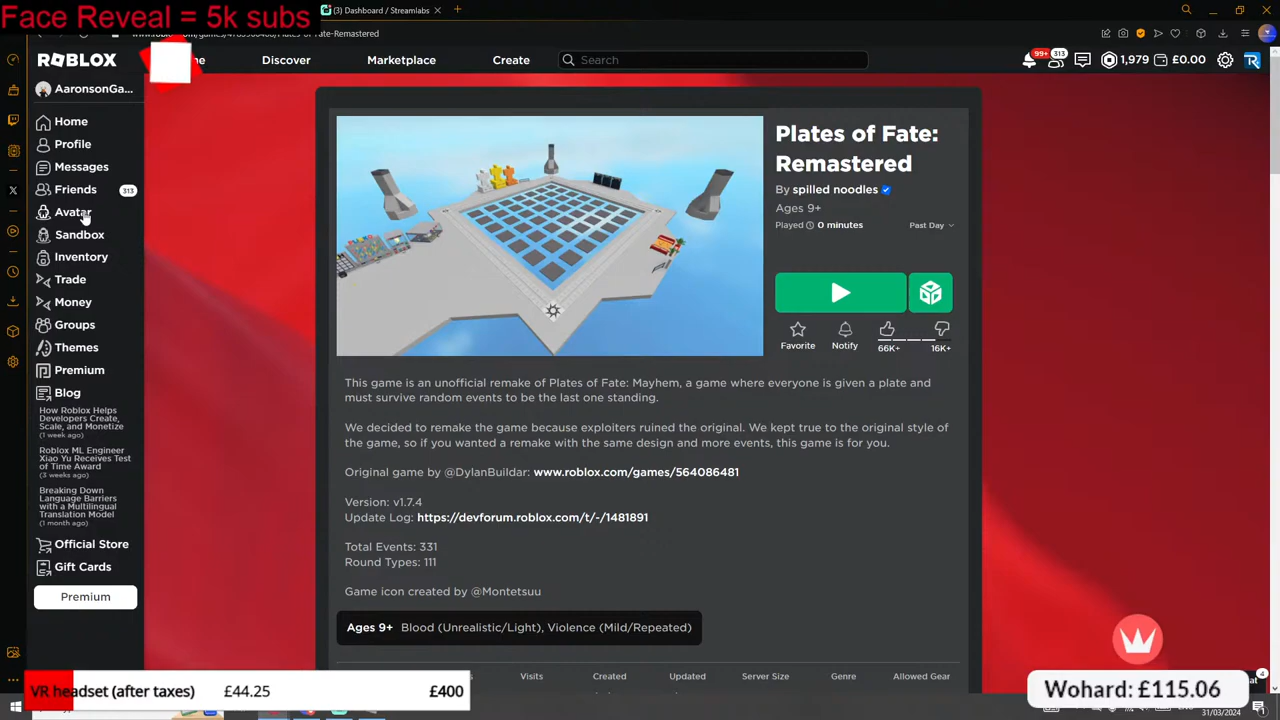 Face Reveal = 5k subs
(3) Dashboard / Streamlabs
ROBLOX
Discover
Marketplace
Create
Search
99+
313
1,979
£0.00
AaronsonGa...
Home
Profile
Messages
Friends
313
Avatar
Sandbox
Inventory
Trade
Money
Groups
Themes
Premium
Blog
How Roblox Helps
Developers Create,
Scale, and Monetize
(1 week ago)
Roblox ML Engineer
Xiao Yu Receives Test
of Time Award
(3 weeks ago)
Breaking Down
Language Barriers
with a Multilingual
Translation Model
(1 month ago)
Official Store
Gift Cards
Premium
Plates of Fate:
Remastered
By spilled noodles
Ages 9+
Played 0 minutes
Past Day
Favorite
Notify
66K+
16K+
This game is an unofficial remake of Plates of Fate: Mayhem, a game where everyone is given a plate and
must survive random events to be the last one standing.
We decided to remake the game because exploiters ruined the original. We kept true to the original style of
the game, so if you wanted a remake with the same design and more events, this game is for you.
Original game by @DylanBuildar: www.roblox.com/games/564086481
Version: v1.7.4
Update Log: https://devforum.roblox.com/t/-/1481891
Total Events: 331
Round Types: 111
Game icon created by @Montetsuu
Ages 9+ Blood (Unrealistic/Light), Violence (Mild/Repeated)
Visits
Created
Updated
Server Size
Genre
Allowed Gear
VR headset (after taxes) £44.25 £400
Wohard: £115.06
4
31/03/2024